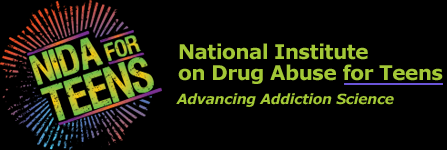 NIDA FOR
TEENS
National Institute
on Drug Abuse for Teens
Advancing Addiction Science